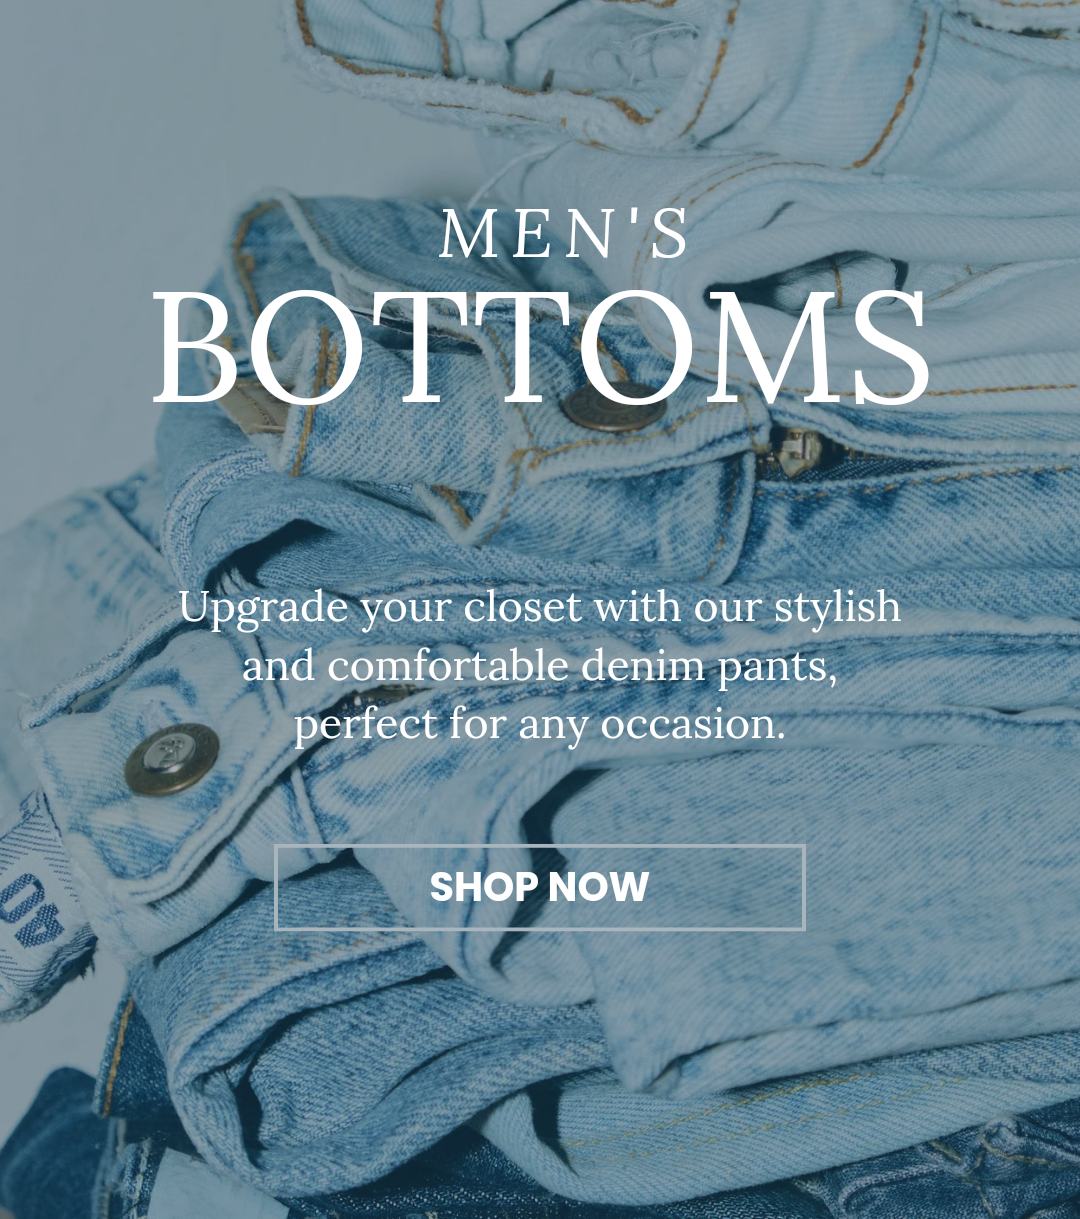 MEN'S
BOTTOMS
Upgrade your closet with our stylish
and comfortable denim pants,
perfect for any occasion.
SHOP NOW